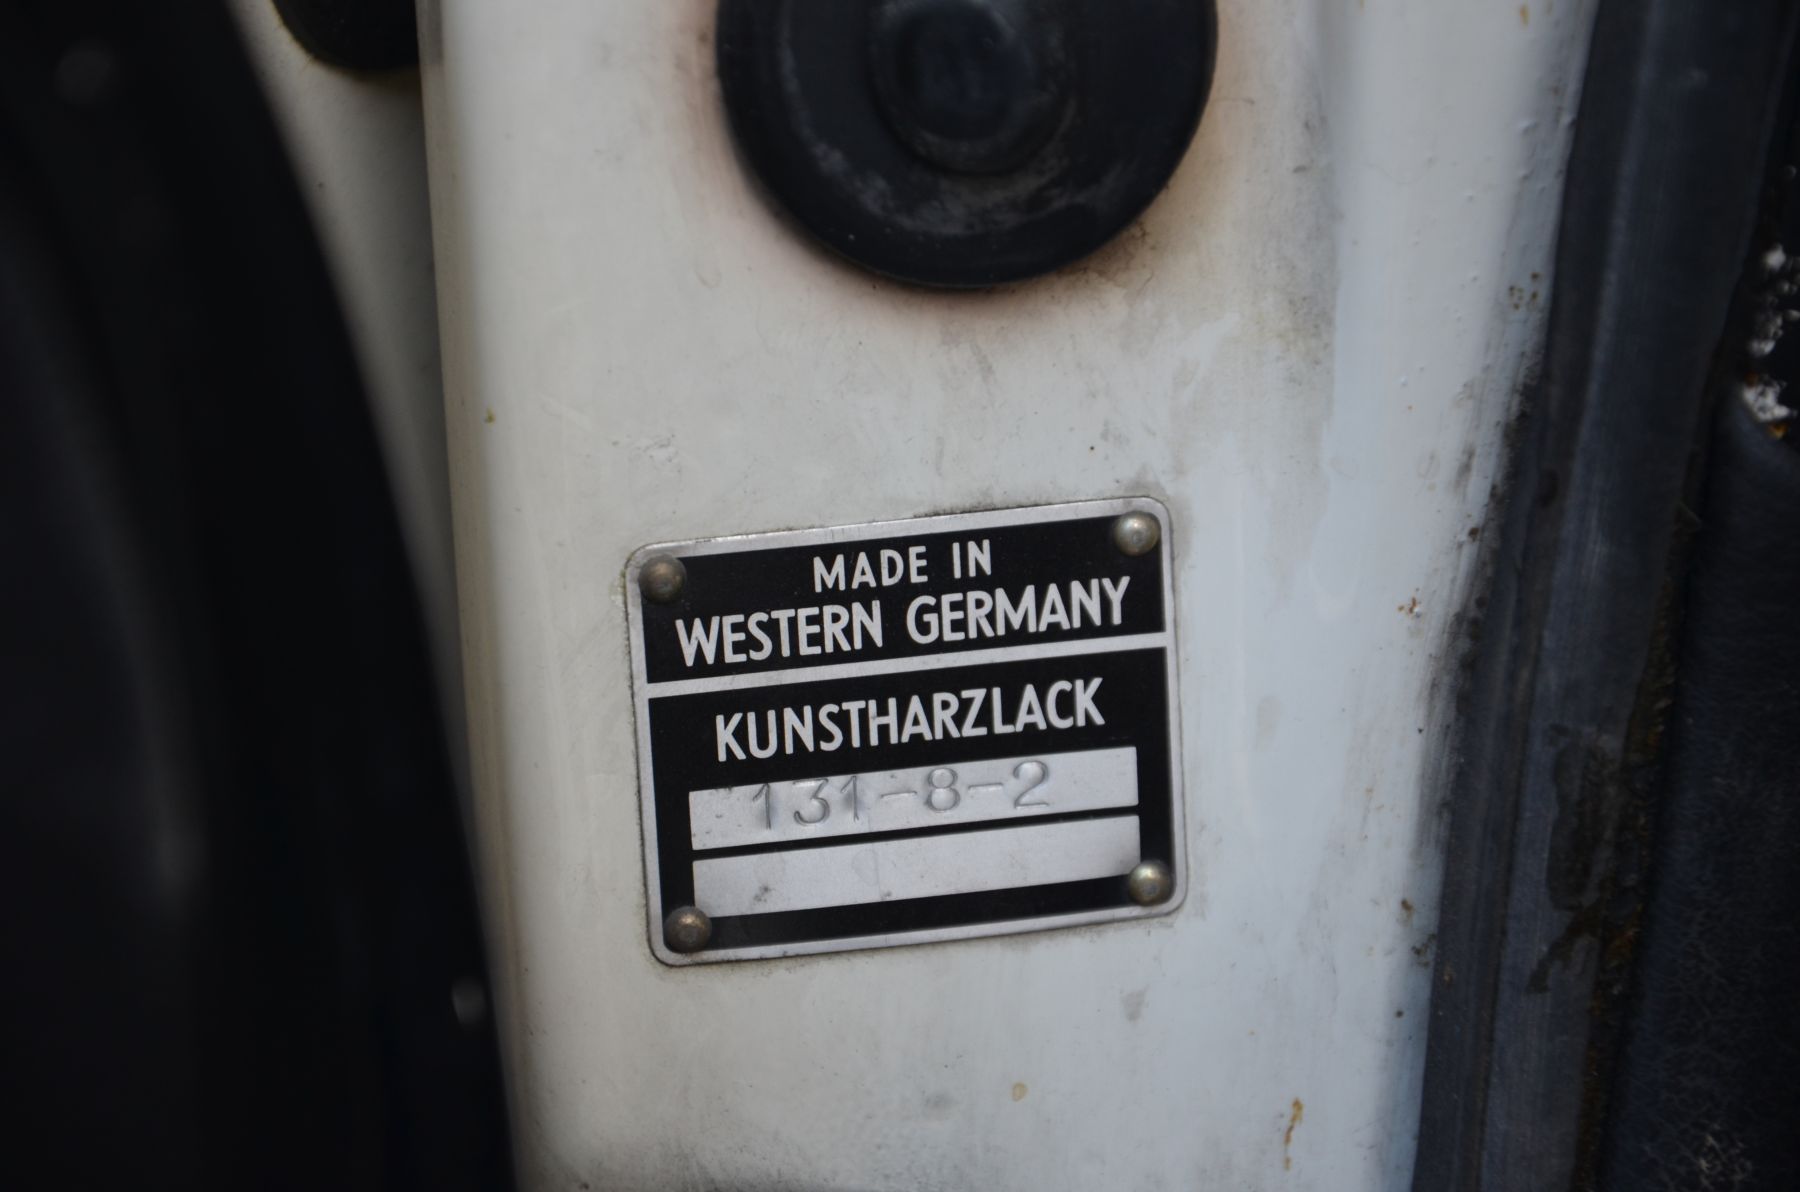 MADE IN
WESTERN GERMANY
KUNSTHARZLACK
131-8-2